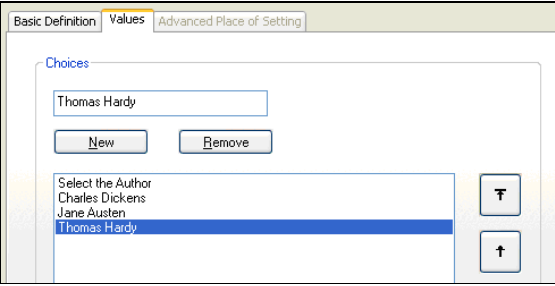 Basic Definition Values Advanced Place of Setting
Choices
Thomas Hardy
New Remove
Select the Author
Charles Dickens
Jane Austen
Thomas Hardy